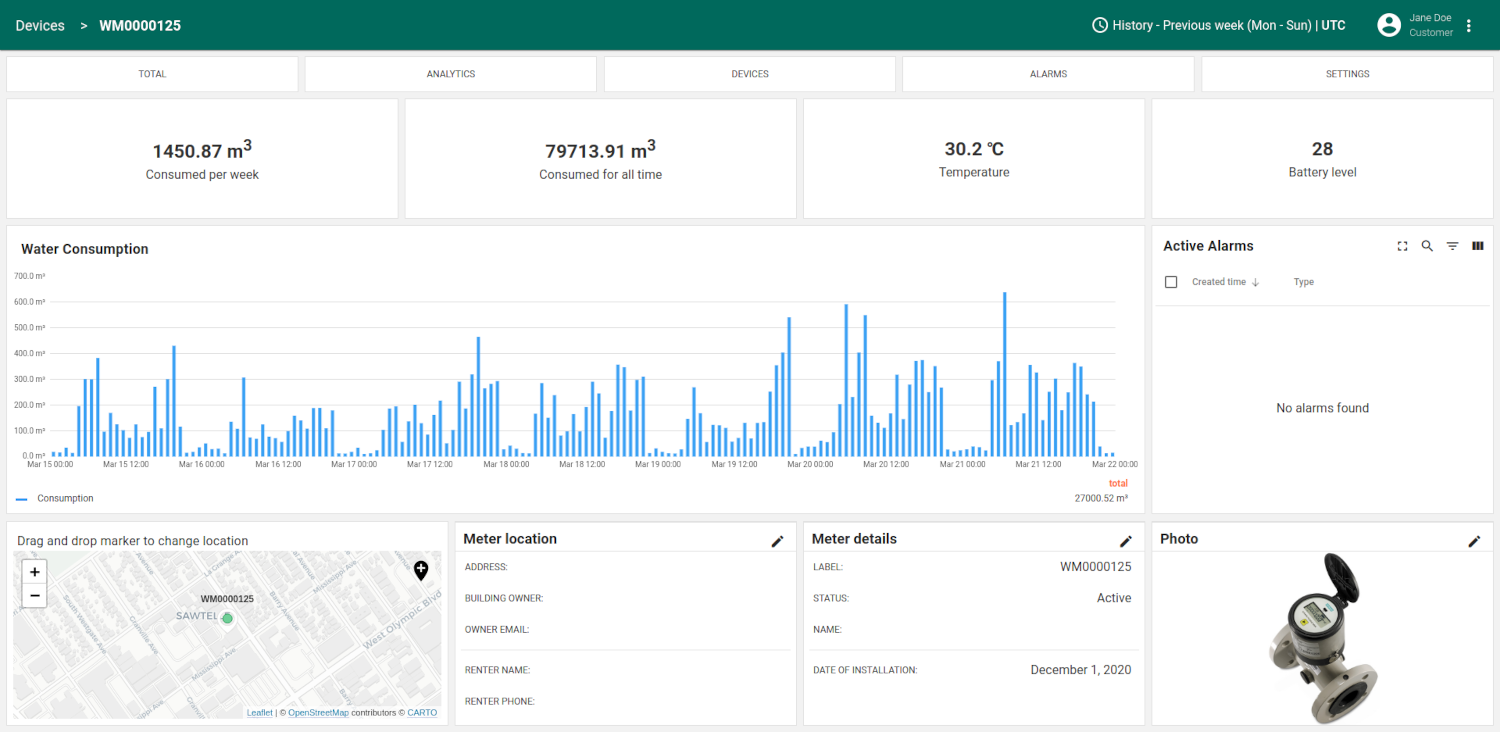 Devices > WM0000125
History - Previous week (Mon - Sun) | UTC
Jane Doe
Customer
TOTAL
ANALYTICS
DEVICES
ALARMS
SETTINGS
1450.87 m³
Consumed per week
79713.91 m³
Consumed for all time
30.2 ℃
Temperature
28
Battery level
Water Consumption
700.0 m³
600.0 m³
500.0 m³
400.0 m³
300.0 m³
200.0 m³
100.0 m³
0.0 m³
Mar 15 00:00
Mar 15 12:00
Mar 16 00:00
Mar 16 12:00
Mar 17 00:00
Mar 17 12:00
Mar 18 00:00
Mar 18 12:00
Mar 19 00:00
Mar 19 12:00
Mar 20 00:00
Mar 20 12:00
Mar 21 00:00
Mar 21 12:00
Mar 22 00:00
total
Consumption
27000.52 m³
Active Alarms
Created time ↓
Type
No alarms found
Drag and drop marker to change location
+
−
La Grange Ave
Mississippi Ave
South Westgate Ave
Granville Ave
Barry Avenue
WM0000125
SAWTEL
West Olympic Blvd
Mississippi Ave
Leaflet | © OpenStreetMap contributors © CARTO
Meter location
ADDRESS:
BUILDING OWNER:
OWNER EMAIL:
RENTER NAME:
RENTER PHONE:
Meter details
LABEL:
WM0000125
STATUS:
Active
NAME:
DATE OF INSTALLATION:
December 1, 2020
Photo